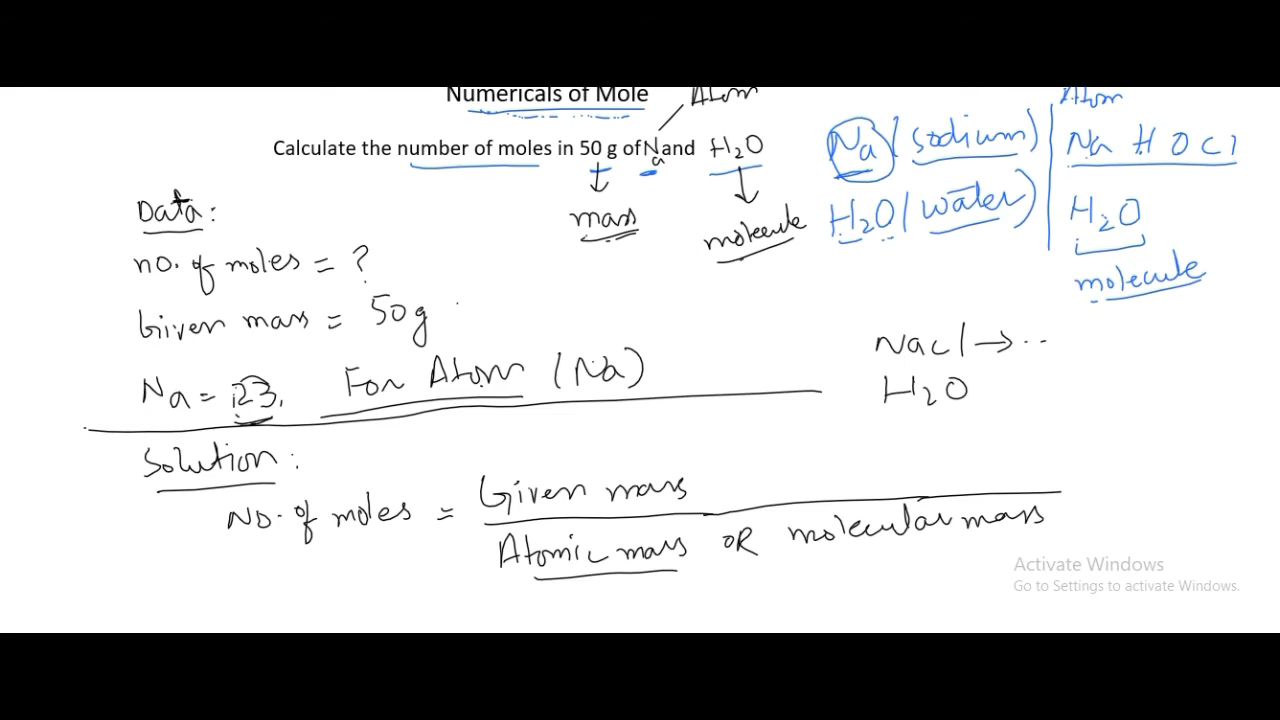 Numericals of Mole
Atom
Calculate the number of moles in 50 g of Na and H2O
mass
molecule
Na (sodium)
H2O (water)
Atom
Na H O Cl
H2O
molecule
Data:
no. of moles = ?
Given mass = 50g
Na = 23. For Atom (Na)
NaCl → ..
H2O
Solution:
No. of moles = Given mass
Atomic mass OR molecular mass
Activate Windows
Go to Settings to activate Windows.